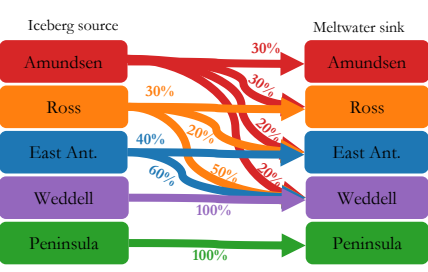 Iceberg source
Meltwater sink
Amundsen
30%
Amundsen
30%
Ross
30%
Ross
20%
20%
East Ant.
40%
East Ant.
60%
50%
20%
Weddell
100%
Weddell
Peninsula
100%
Peninsula